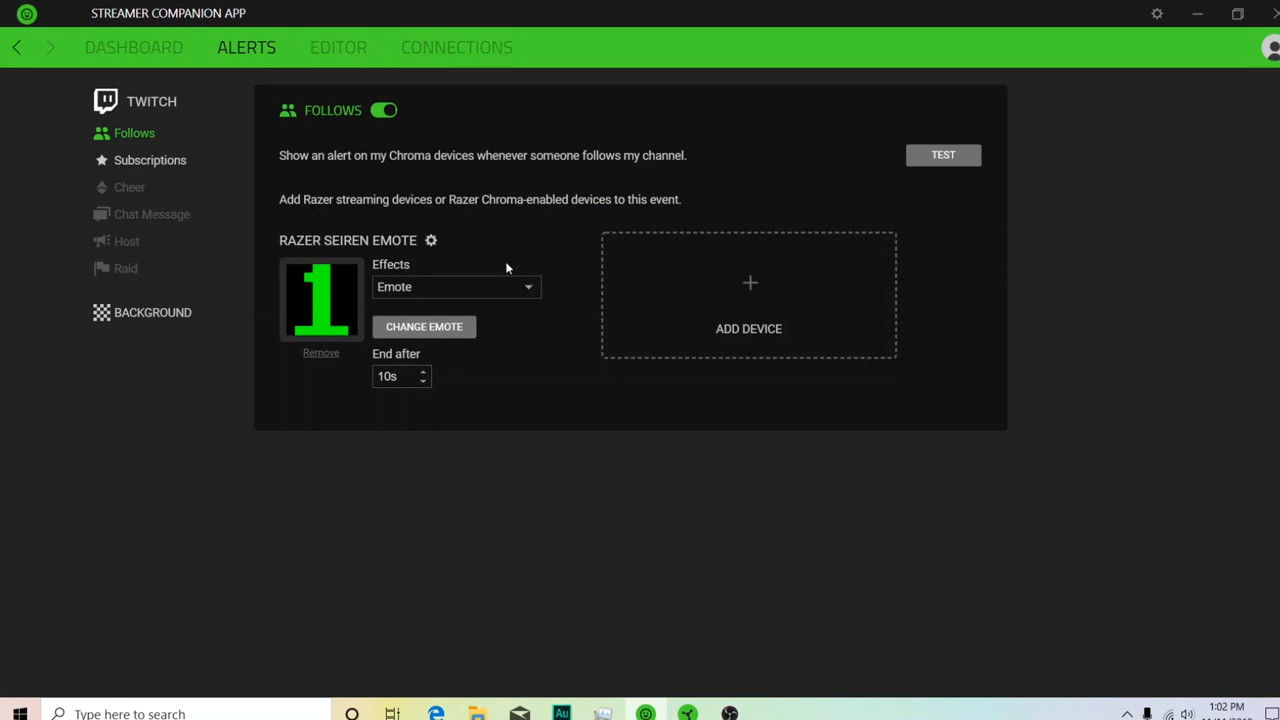 STREAMER COMPANION APP
DASHBOARD ALERTS EDITOR CONNECTIONS
TWITCH
Follows
Subscriptions
Cheer
Chat Message
Host
Raid
BACKGROUND
FOLLOWS
Show an alert on my Chroma devices whenever someone follows my channel.
TEST
Add Razer streaming devices or Razer Chroma-enabled devices to this event.
RAZER SEIREN EMOTE
1
Remove
Effects
Emote
CHANGE EMOTE
End after
10s
+
ADD DEVICE
Type here to search
Au
1:02 PM